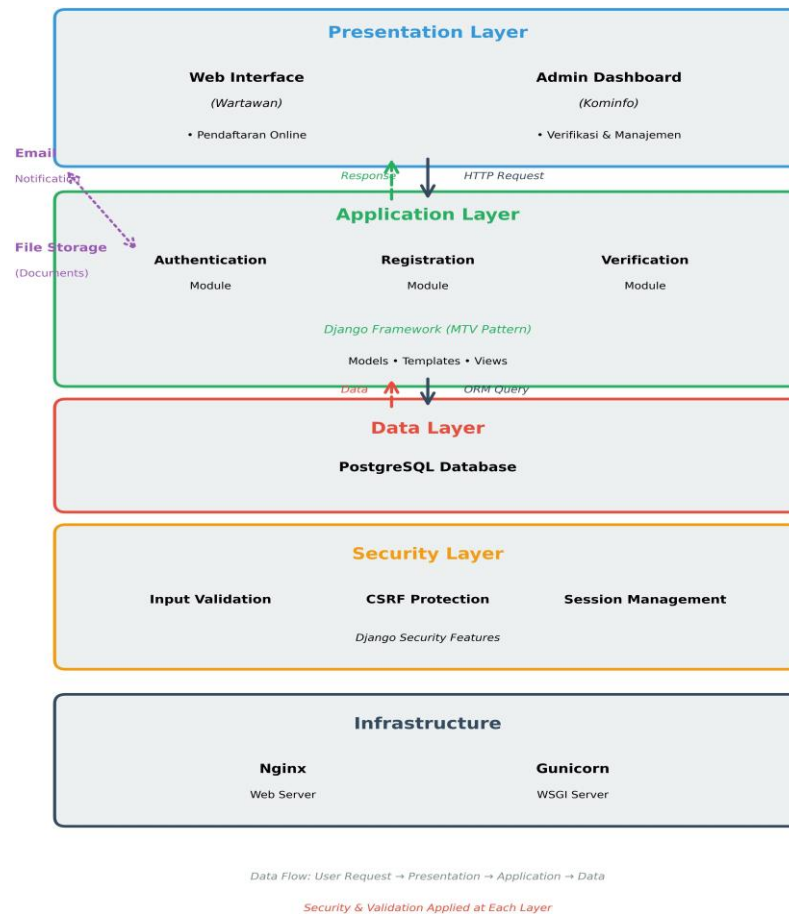 Presentation Layer
Web Interface
Admin Dashboard
(Wartawan)
(Kominfo)
• Pendaftaran Online
• Verifikasi & Manajemen
Email
Notification
Response
HTTP Request
Application Layer
File Storage
(Documents)
Authentication
Registration
Verification
Module
Module
Module
Django Framework (MTV Pattern)
Models • Templates • Views
Data
ORM Query
Data Layer
PostgreSQL Database
Security Layer
Input Validation
CSRF Protection
Session Management
Django Security Features
Infrastructure
Nginx
Gunicorn
Web Server
WSGI Server
Data Flow: User Request → Presentation → Application → Data
Security & Validation Applied at Each Layer